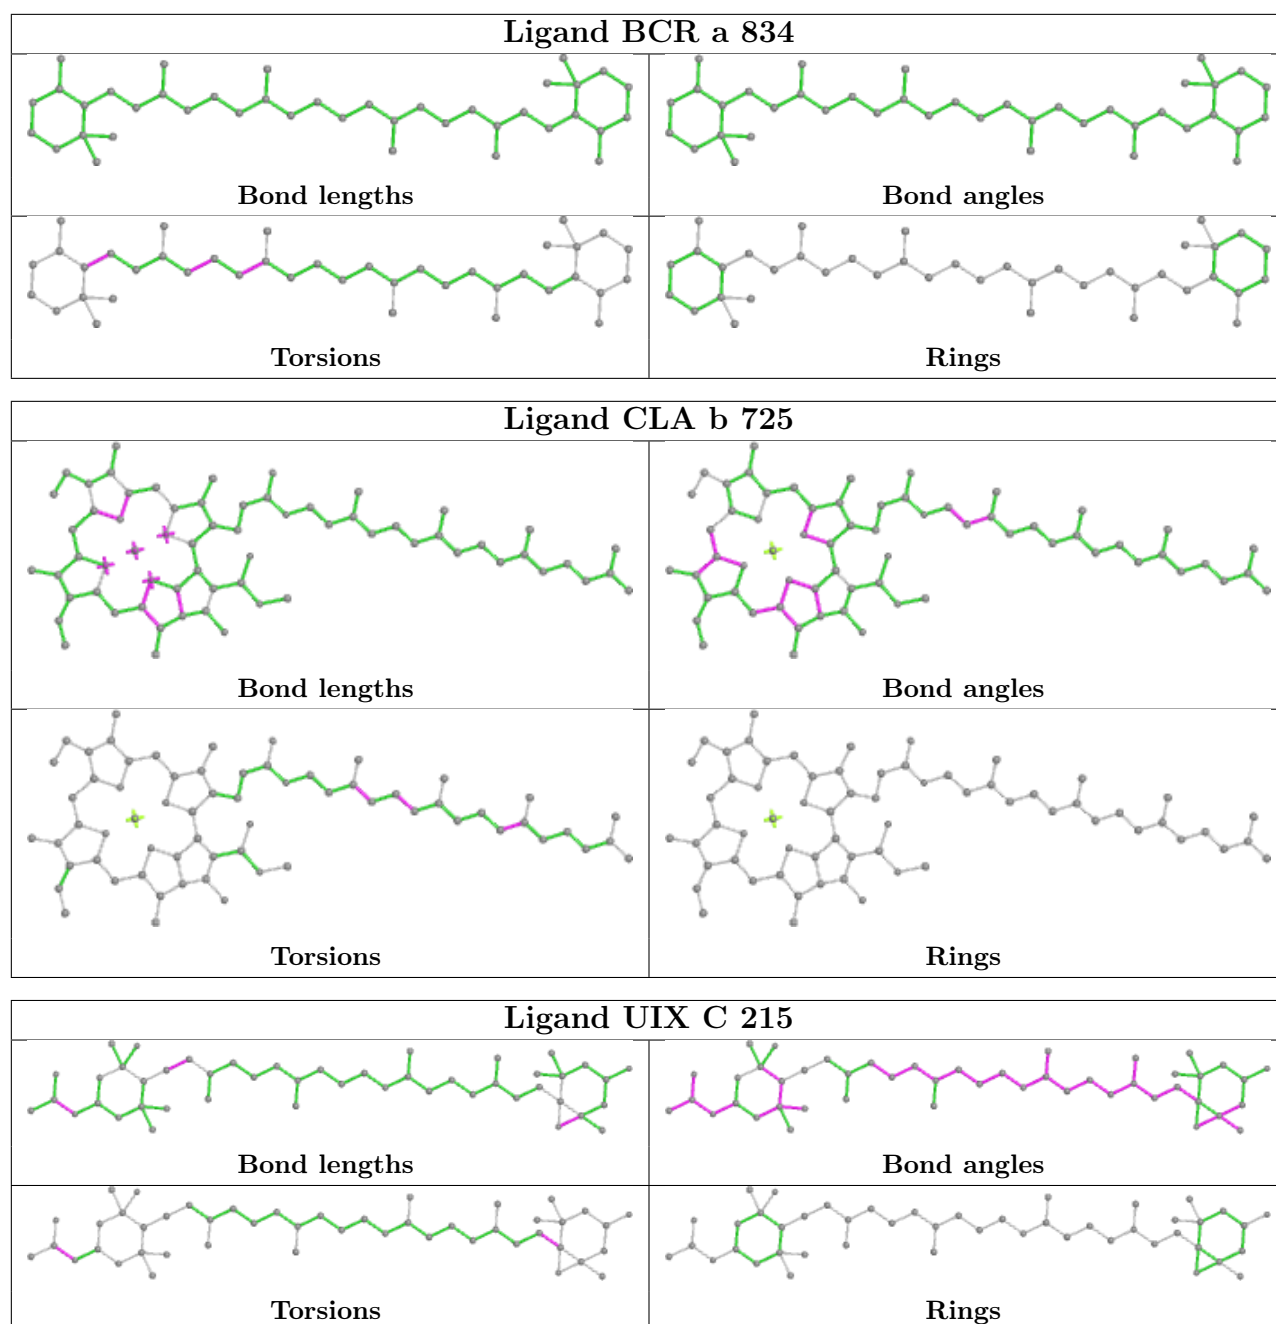 Ligand BCR a 834
Bond lengths Bond angles
Torsions Rings
Ligand CLA b 725
Bond lengths Bond angles
Torsions Rings
Ligand UIX C 215
Bond lengths Bond angles
Torsions Rings